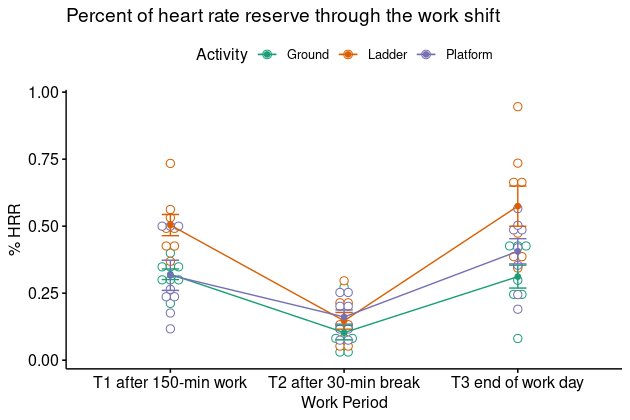 Percent of heart rate reserve through the work shift
Activity Ground Ladder Platform
1.00
0.75
0.50
0.25
0.00
% HRR
T1 after 150-min work T2 after 30-min break T3 end of work day
Work Period